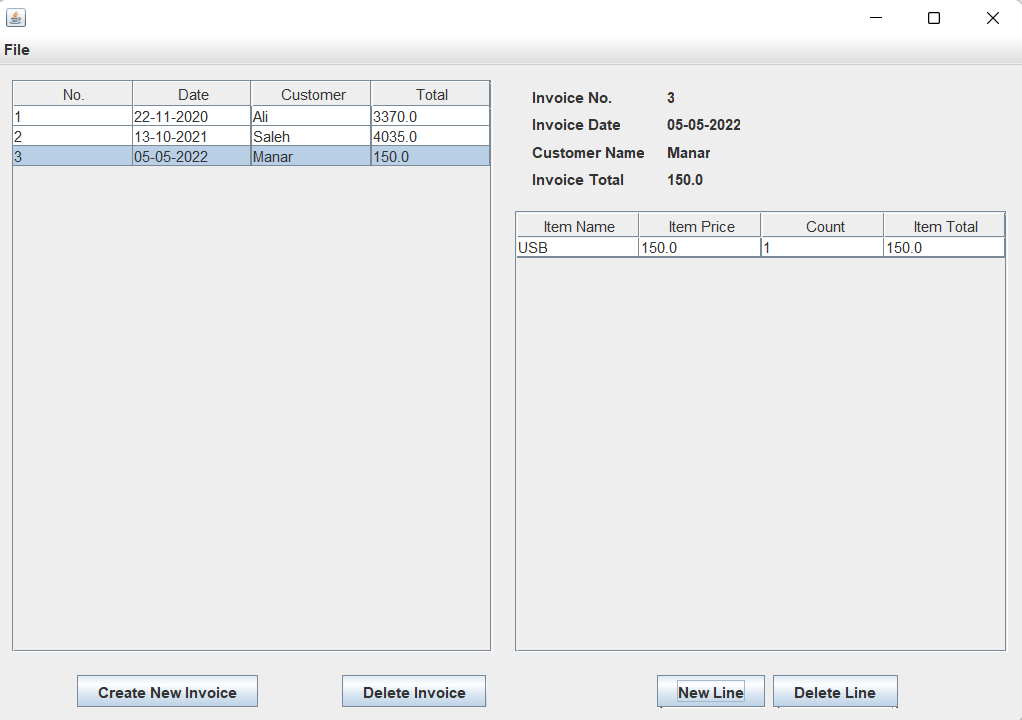 File
No. Date Customer Total
1 22-11-2020 Ali 3370.0
2 13-10-2021 Saleh 4035.0
3 05-05-2022 Manar 150.0
Invoice No. 3
Invoice Date 05-05-2022
Customer Name Manar
Invoice Total 150.0
Item Name Item Price Count Item Total
USB 150.0 1 150.0
Create New Invoice Delete Invoice New Line Delete Line